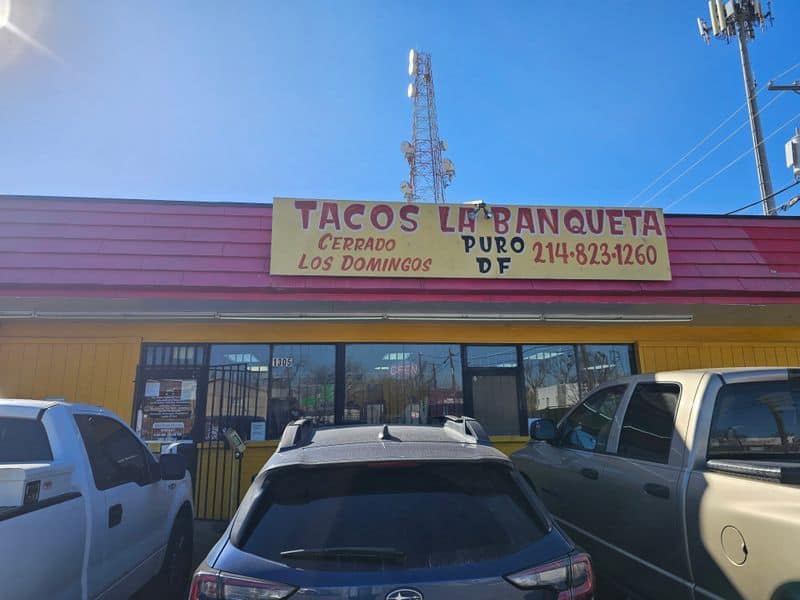 TACOS LA BANQUETA
CERRADO
LOS DOMINGOS
PURO
DF
214·823·1260
1305
OPEN